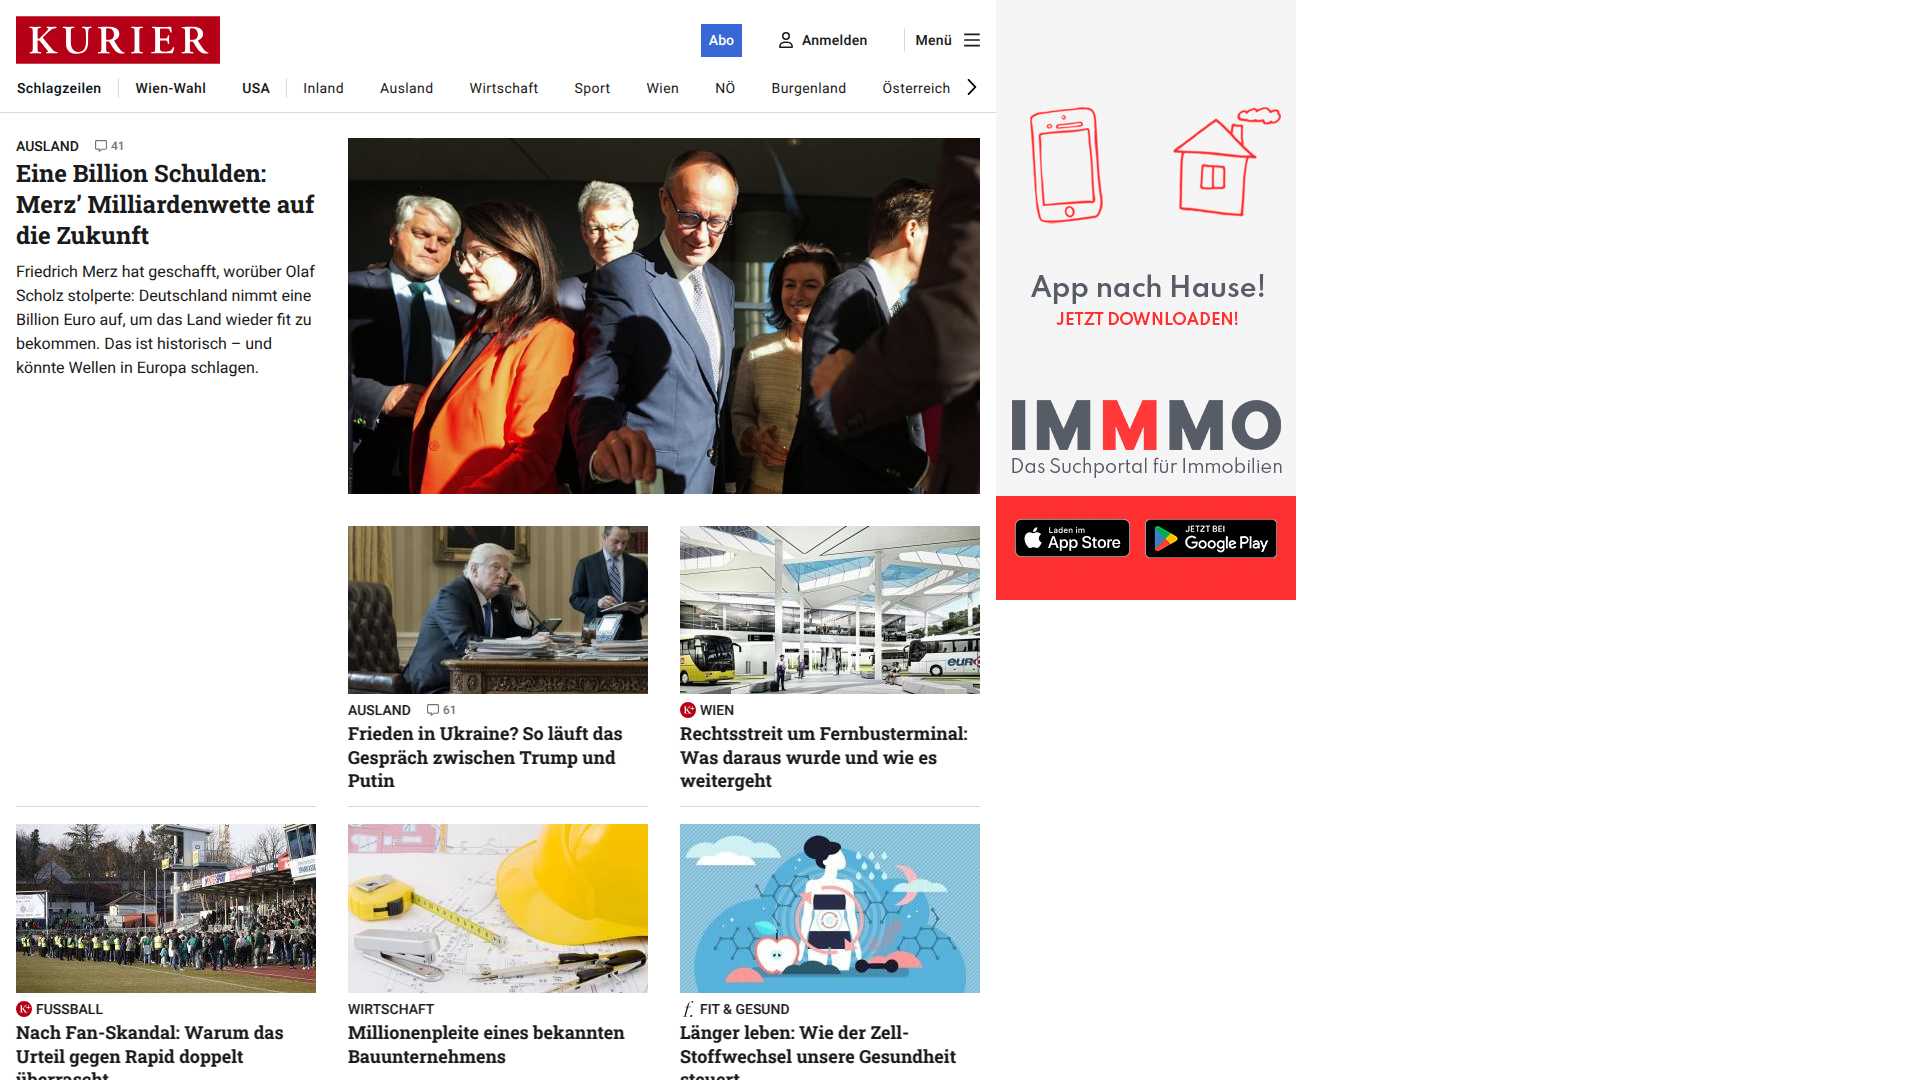 KURIER
Abo
Anmelden
Menü
Schlagzeilen
Wien-Wahl
USA
Inland
Ausland
Wirtschaft
Sport
Wien
NÖ
Burgenland
Österreich
AUSLAND 41
Eine Billion Schulden:
Merz’ Milliardenwette auf
die Zukunft
Friedrich Merz hat geschafft, worüber Olaf
Scholz stolperte: Deutschland nimmt eine
Billion Euro auf, um das Land wieder fit zu
bekommen. Das ist historisch – und
könnte Wellen in Europa schlagen.
AUSLAND 61
Frieden in Ukraine? So läuft das
Gespräch zwischen Trump und
Putin
K+ WIEN
Rechtsstreit um Fernbusterminal:
Was daraus wurde und wie es
weitergeht
K+ FUSSBALL
Nach Fan-Skandal: Warum das
Urteil gegen Rapid doppelt
überrascht
WIRTSCHAFT
Millionenpleite eines bekannten
Bauunternehmens
f. FIT & GESUND
Länger leben: Wie der Zell-
Stoffwechsel unsere Gesundheit
steuert
App nach Hause!
JETZT DOWNLOADEN!
IMMMO
Das Suchportal für Immobilien
Laden im
App Store
JETZT BEI
Google Play